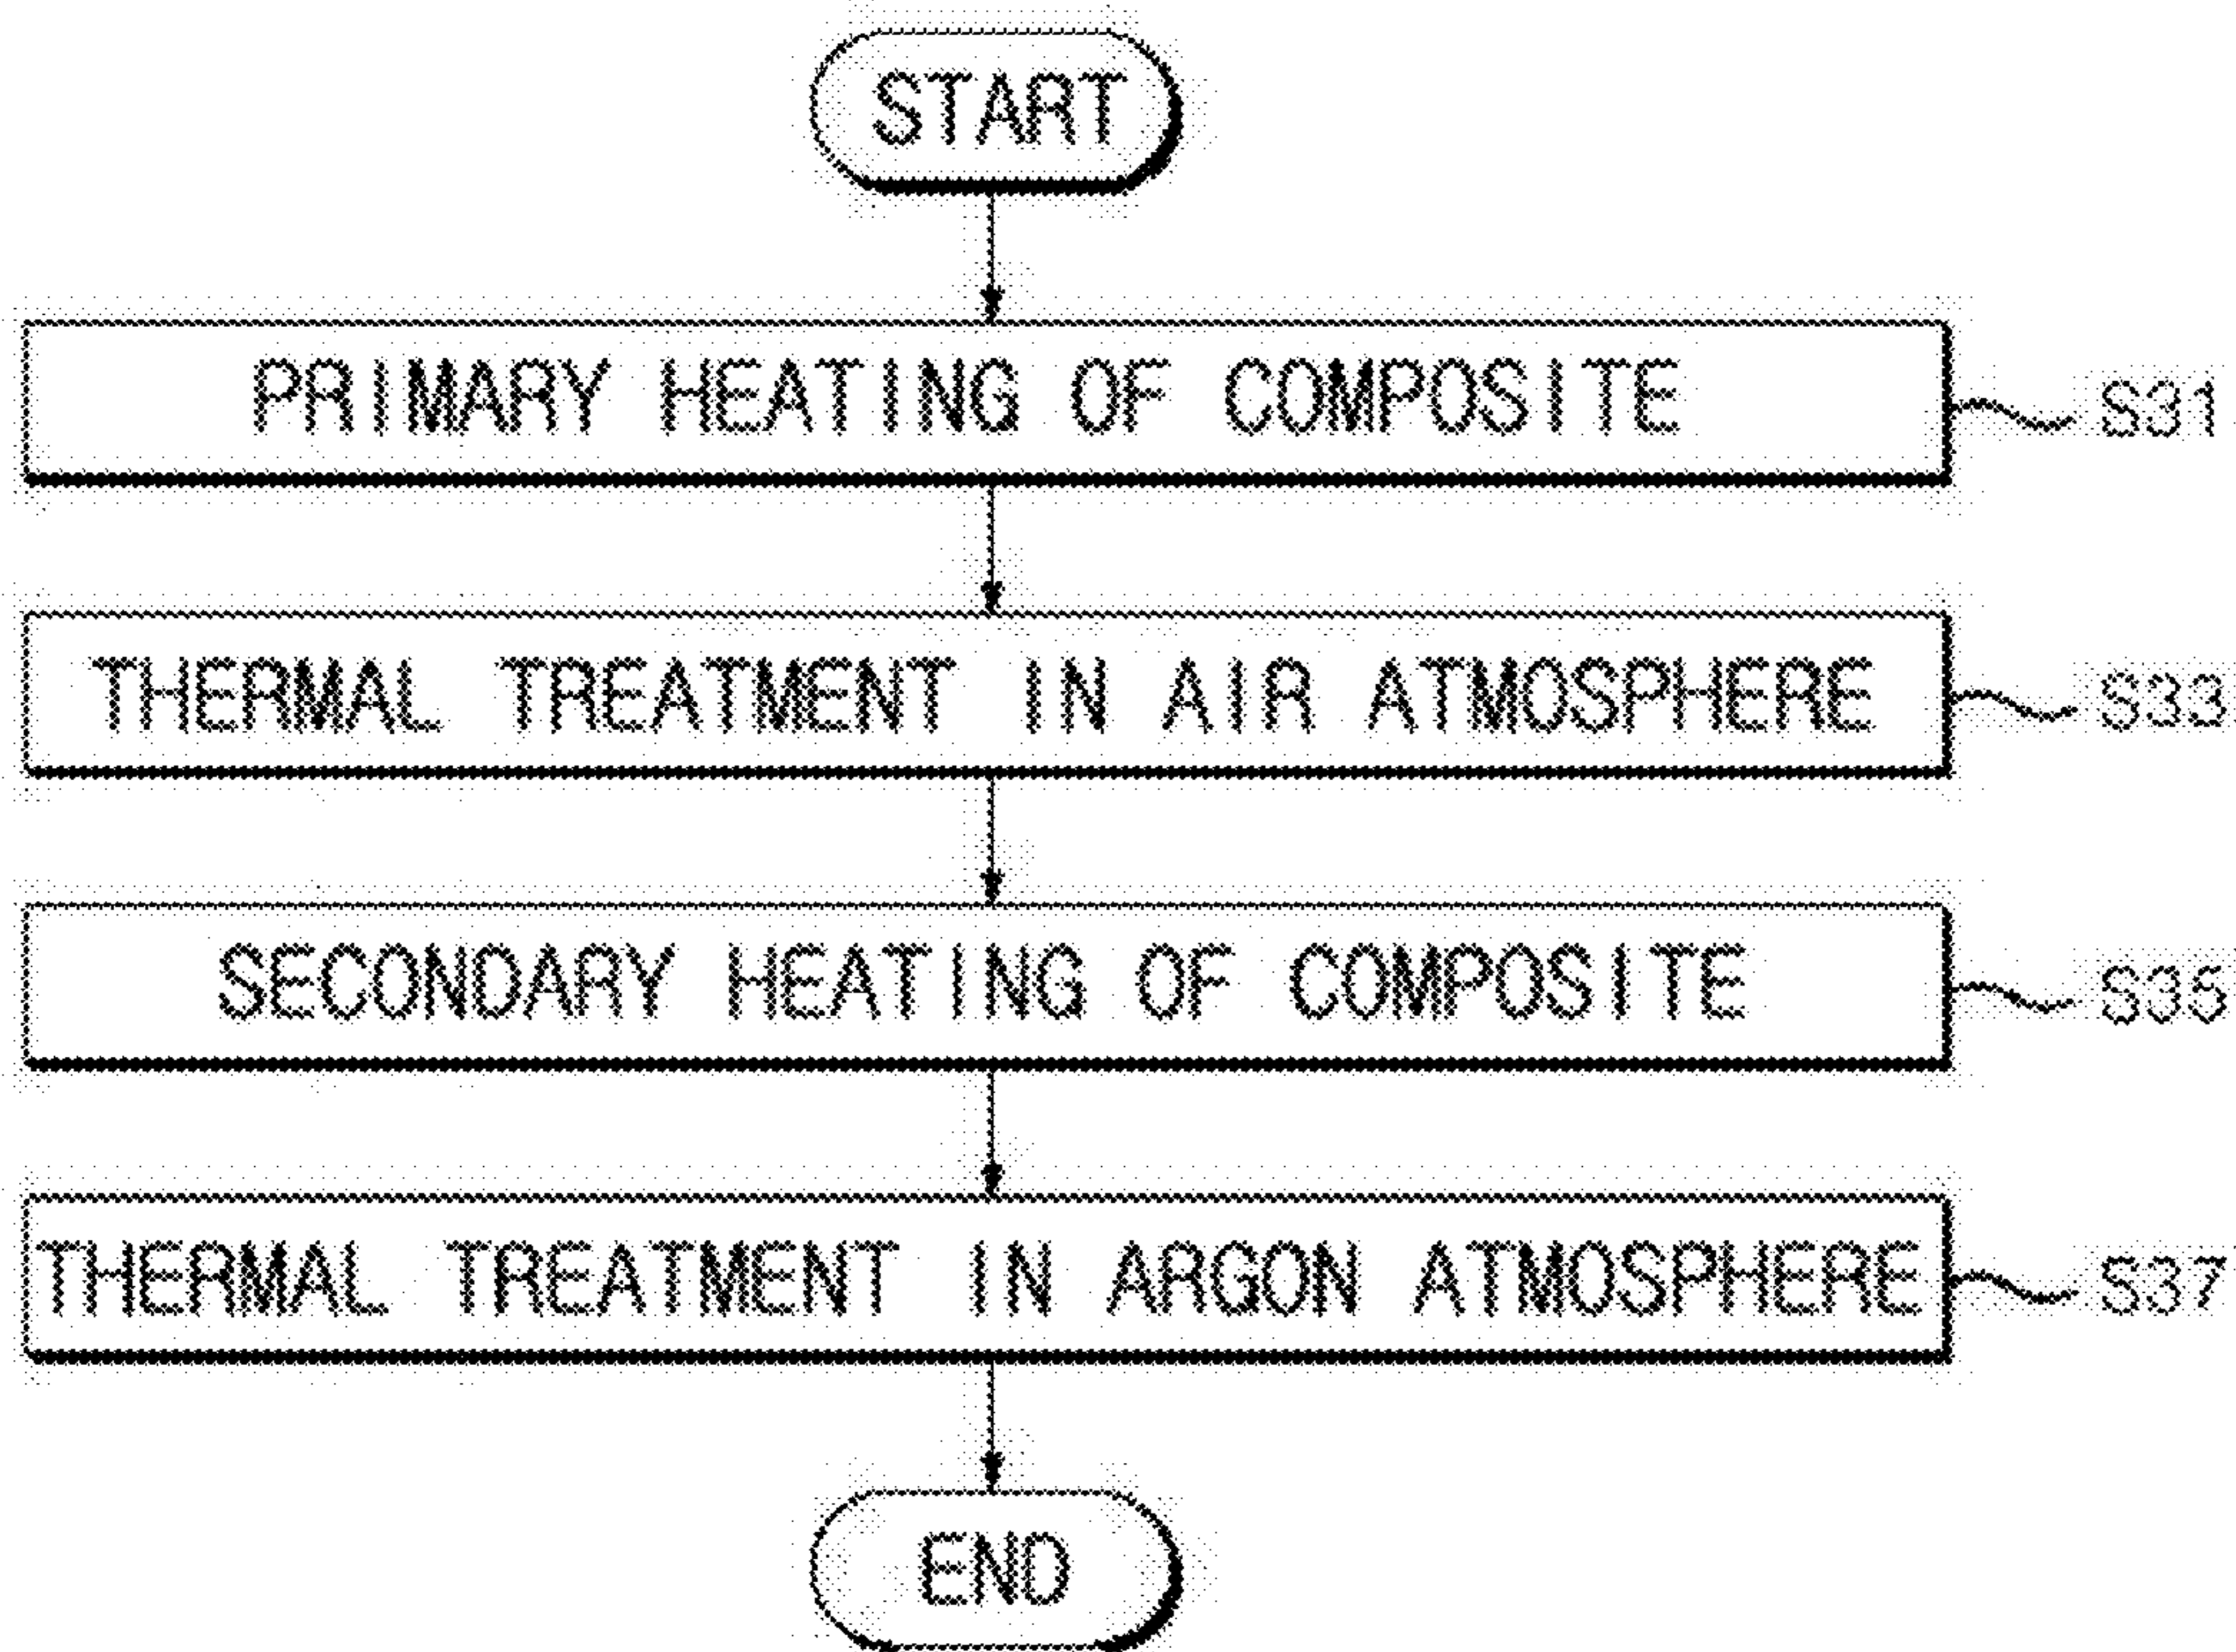 START
PRIMARY HEATING OF COMPOSITE S31
THERMAL TREATMENT IN AIR ATMOSPHERE S33
SECONDARY HEATING OF COMPOSITE S35
THERMAL TREATMENT IN ARGON ATMOSPHERE S37
END